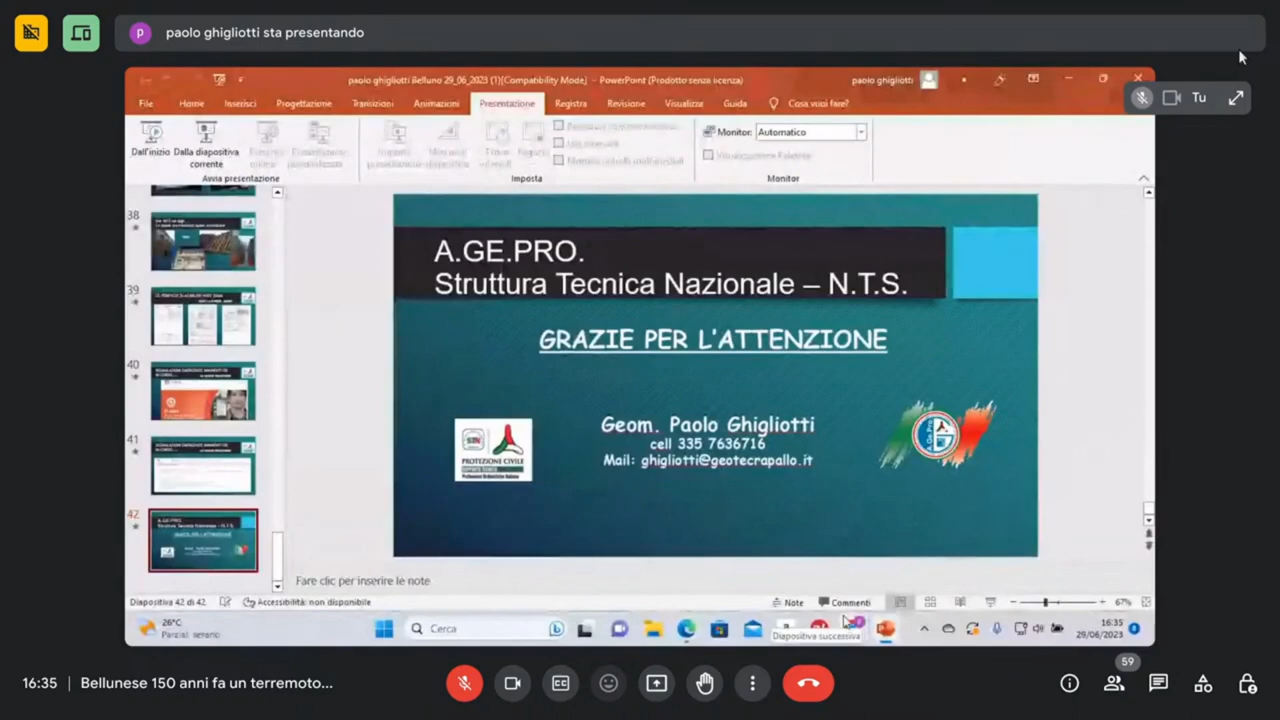 p paolo ghigliotti sta presentando
paolo ghigliotti Belluno 29_06_2023 (1)[Compatibility Mode] – PowerPoint (Prodotto senza licenza)
paolo ghigliotti
File Home Inserisci Progettazione Transizioni Animazioni Presentazione Registra Revisione Visualizza Guida Cosa vuoi fare?
Tu
Dall'inizio
Dalla diapositiva
corrente
Avvia presentazione
Imposta
Monitor: Automatico
Monitor
38
39
40
41
42
A.GE.PRO.
Struttura Tecnica Nazionale – N.T.S.
GRAZIE PER L'ATTENZIONE
Geom. Paolo Ghigliotti
cell 335 7636716
Mail: ghigliotti@geotecrapallo.it
PROTEZIONE CIVILE
Fare clic per inserire le note
Diapositiva 42 di 42
Accessibilità: non disponibile
Note
Commenti
67%
26°C
Parzial. sereno
Cerca
Diapositiva successiva
16:35
29/06/2023
59
16:35 | Bellunese 150 anni fa un terremoto...